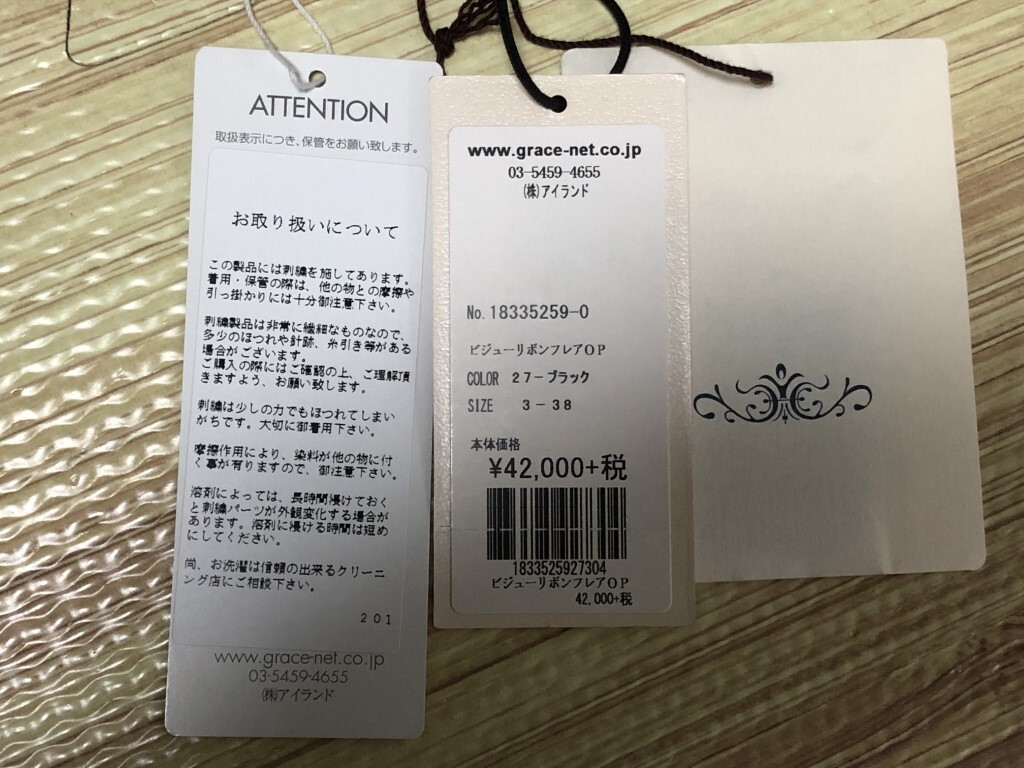 ATTENTION
取扱表示につき、保管をお願い致します。
お取り扱いについて
この製品には刺繍を施してあります。
着用・保管の際は、他の物との摩擦や
引っ掛かりには十分御注意下さい。
刺繍製品は非常に繊細なものなので、
多少のほつれや針跡、糸引き等がある
場合がございます。
ご購入の際にはご確認の上、ご理解頂
きますよう、お願い致します。
刺繍は少しの力でもほつれてしまい
がちです。大切に御着用下さい。
摩擦作用により、染料が他の物に付
く事が有りますので、御注意下さい。
溶剤によっては、長時間浸けておく
と刺繍パーツが外観変化する場合が
あります。溶剤に浸ける時間は短め
にしてください。
尚、お洗濯は信頼の出来るクリーニ
ング店にご相談下さい。
201
www.grace-net.co.jp
03-5459-4655
(株)アイランド
www.grace-net.co.jp
03-5459-4655
(株)アイランド
No.18335259-0
ビジューリボンフレアOP
COLOR 27-ブラック
SIZE 3-38
本体価格
¥42,000+税
1833525927304
ビジューリボンフレアOP
42,000+税